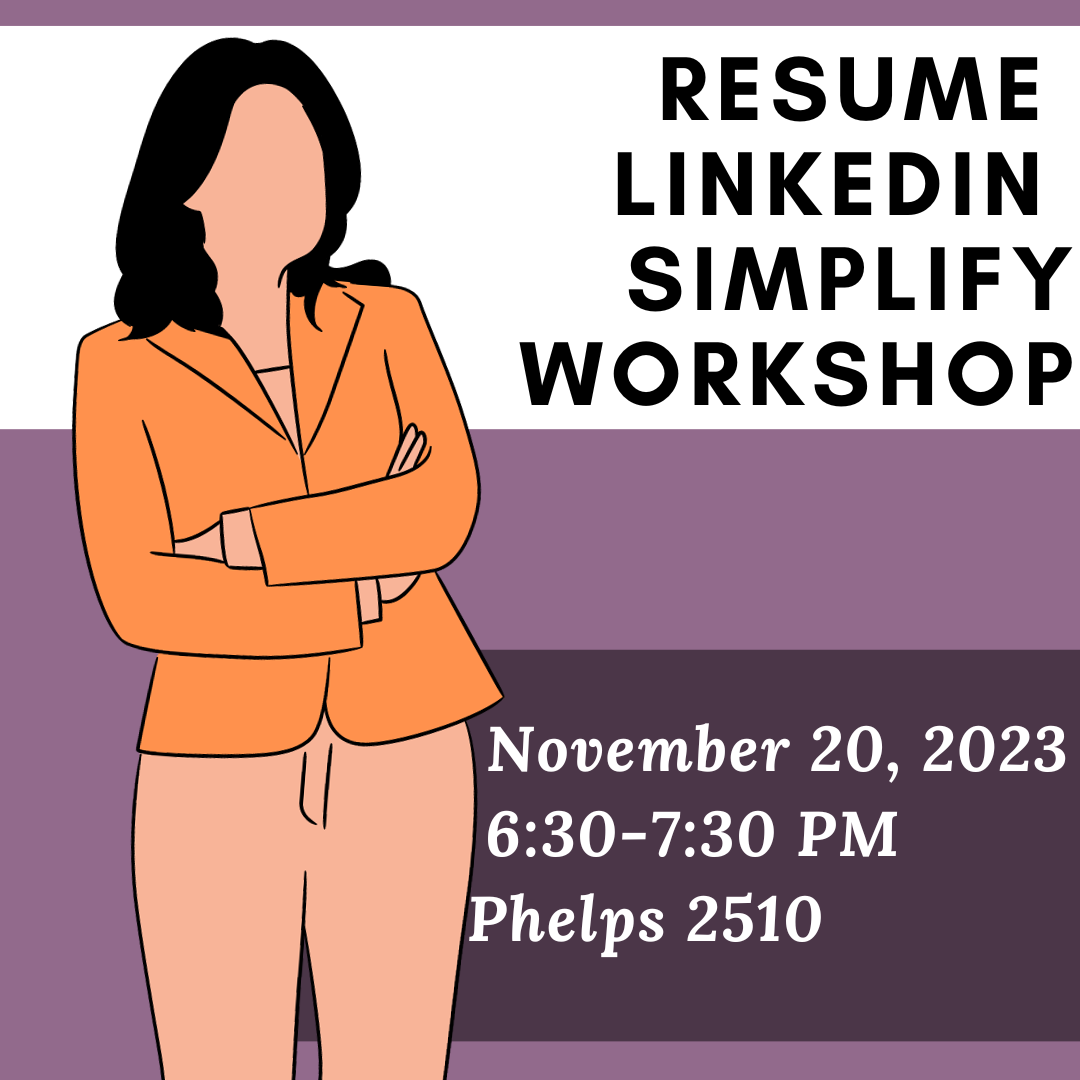 RESUME
LINKEDIN
SIMPLIFY
WORKSHOP
November 20, 2023
6:30-7:30 PM
Phelps 2510